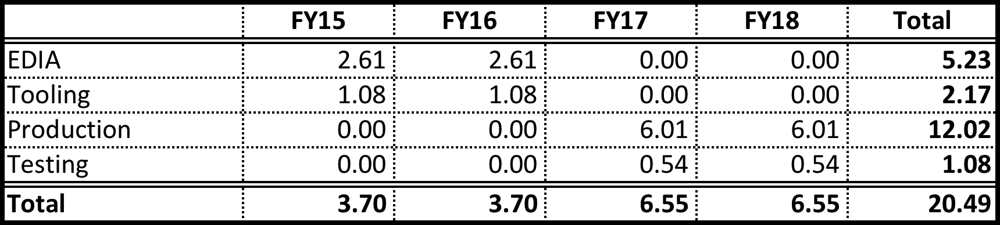 FY15 FY16 FY17 FY18 Total
EDIA 2.61 2.61 0.00 0.00 5.23
Tooling 1.08 1.08 0.00 0.00 2.17
Production 0.00 0.00 6.01 6.01 12.02
Testing 0.00 0.00 0.54 0.54 1.08
Total 3.70 3.70 6.55 6.55 20.49